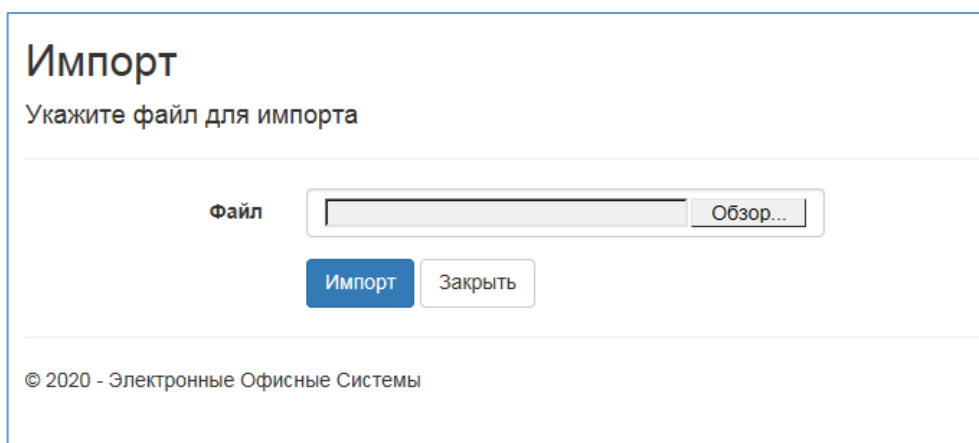 Импорт
Укажите файл для импорта
Файл
Обзор...
Импорт Закрыть
© 2020 - Электронные Офисные Системы